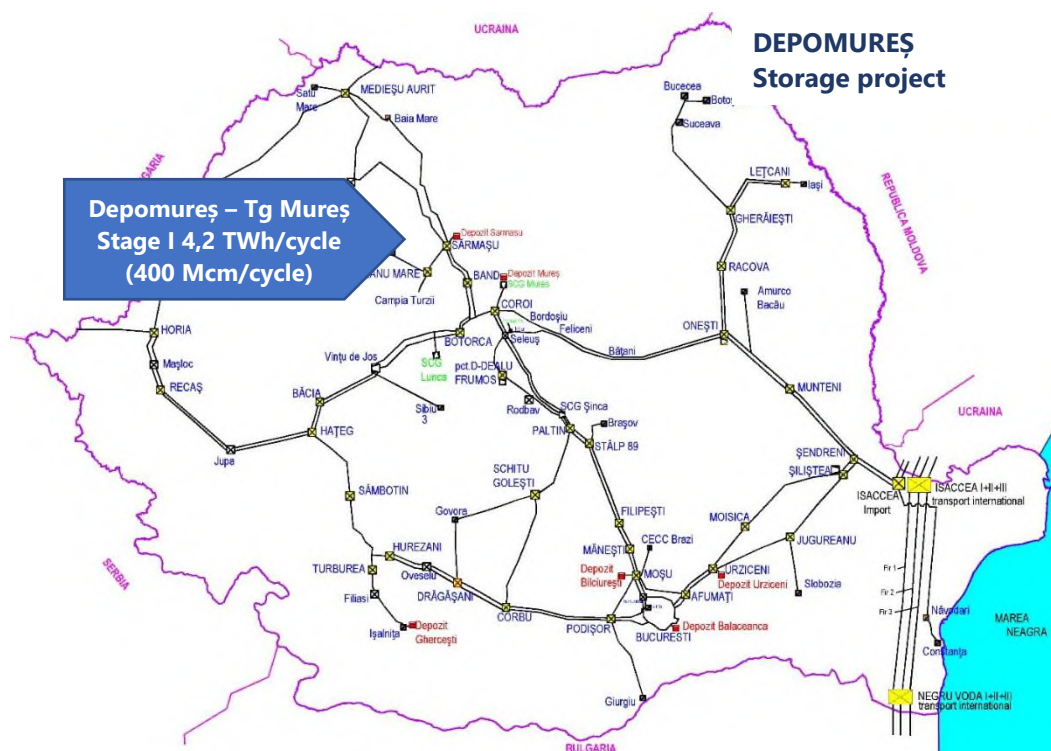 DEPOMUREȘ
Storage project
UCRAINA
Satu
Mare
MEDIEȘU AURIT
Baia Mare
Bucecea
Suceava
LEȚCANI
Iași
GHERĂIEȘTI
REPUBLICA MOLDOVA
Depomureș – Tg Mureș
Stage I 4,2 TWh/cycle
(400 Mcm/cycle)
Depozit Sarmasu
SĂRMAȘU
Campia Turzii
BAND
Depozit Mureș
SCG Mures
COROI
Bordoșiu
Feliceni
Bățani
RACOVA
Amurco
Bacău
ONEȘTI
HORIA
Mașloc
RECAȘ
Jupa
BOTORCA
Seleuș
SCG
Lunca
Vințu de Jos
pct.D-DEALU
FRUMOS
Rodbav
BĂCIA
Sibiu
3
HAȚEG
SCG Șinca
PALTIN
Brașov
STÂLP 89
MUNTENI
UCRAINA
ȘENDRENI
ȘILIȘTEA
ISACCEA
Import
ISACCEA I+II+III
transport international
SÂMBOTIN
SCHITU
GOLEȘTI
Govora
FILIPEȘTI
MOISICA
JUGUREANU
SERBIA
HUREZANI
TURBUREA
Oveselu
MĂNEȘTI
CECC Brazi
MOȘU
Depozit
Bilciurești
URZICENI
Depozit Urziceni
Slobozia
Filiasi
DRĂGĂȘANI
CORBU
AFUMAȚI
Fir 1
Fir 2
Fir 3
Năvodari
MAREA
NEAGRA
Constanța
Ișalnița
Depozit
Ghercești
PODIȘOR
BUCURESTI
Depozit Balaceanca
Giurgiu
NEGRU VODA I+II+III
transport international
BULGARIA